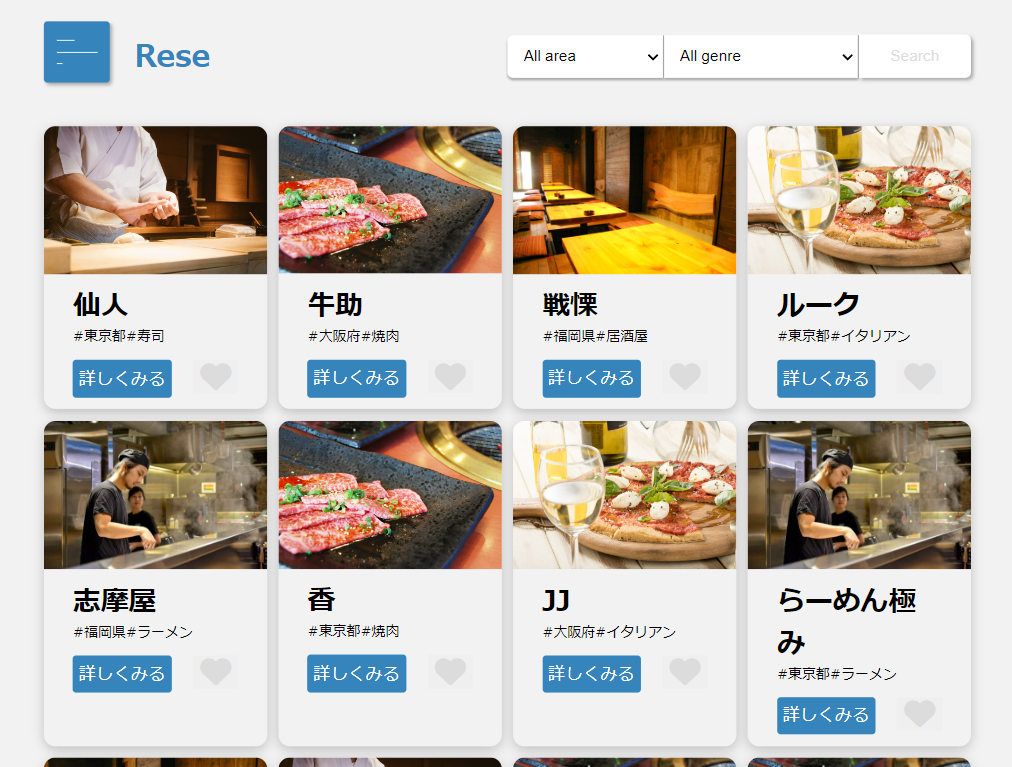 Rese
All area
All genre
Search
仙人
#東京都#寿司
詳しくみる
牛助
#大阪府#焼肉
詳しくみる
戦慄
#福岡県#居酒屋
詳しくみる
ルーク
#東京都#イタリアン
詳しくみる
志摩屋
#福岡県#ラーメン
詳しくみる
香
#東京都#焼肉
詳しくみる
JJ
#大阪府#イタリアン
詳しくみる
らーめん極
み
#東京都#ラーメン
詳しくみる